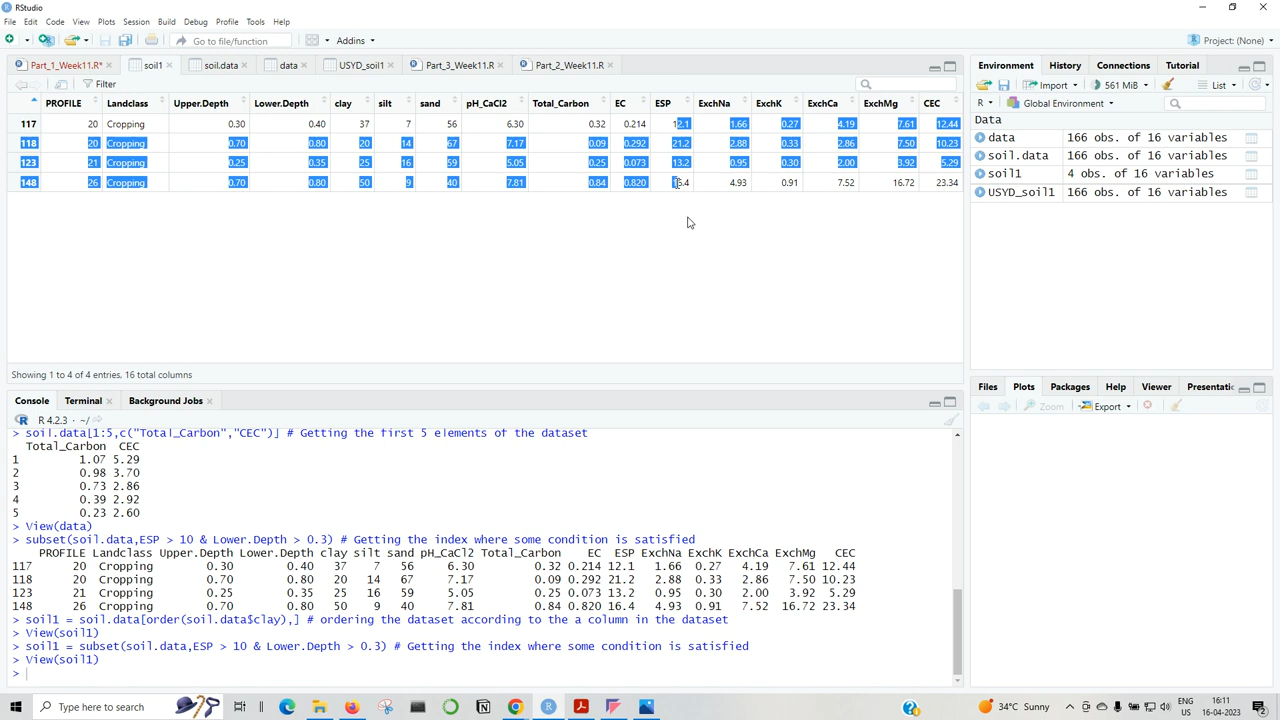 RStudio
File Edit Code View Plots Session Build Debug Profile Tools Help
Go to file/function Addins Project: (None)
Part_1_Week11.R* soil1 soil.data data USYD_soil1 Part_3_Week11.R Part_2_Week11.R
Filter
PROFILE Landclass Upper.Depth Lower.Depth clay silt sand pH_CaCl2 Total_Carbon EC ESP ExchNa ExchK ExchCa ExchMg CEC
117 20 Cropping 0.30 0.40 37 7 56 6.30 0.32 0.214 12.1 1.66 0.27 4.19 7.61 12.44
118 20 Cropping 0.70 0.80 20 14 67 7.17 0.09 0.292 21.2 2.88 0.33 2.86 7.50 10.23
123 21 Cropping 0.25 0.35 25 16 59 5.05 0.25 0.073 13.2 0.95 0.30 2.00 3.92 5.29
148 26 Cropping 0.70 0.80 50 9 40 7.81 0.84 0.820 16.4 4.93 0.91 7.52 16.72 23.34
Showing 1 to 4 of 4 entries, 16 total columns
Environment History Connections Tutorial
Import 561 MiB List
R Global Environment
Data
data 166 obs. of 16 variables
soil.data 166 obs. of 16 variables
soil1 4 obs. of 16 variables
USYD_soil1 166 obs. of 16 variables
Console Terminal Background Jobs
R 4.2.3 . ~/
> soil.data[1:5,c("Total_Carbon","CEC")] # Getting the first 5 elements of the dataset
Total_Carbon CEC
1 1.07 5.29
2 0.98 3.70
3 0.73 2.86
4 0.39 2.92
5 0.23 2.60
> View(data)
> subset(soil.data,ESP > 10 & Lower.Depth > 0.3) # Getting the index where some condition is satisfied
PROFILE Landclass Upper.Depth Lower.Depth clay silt sand pH_CaCl2 Total_Carbon EC ESP ExchNa ExchK ExchCa ExchMg CEC
117 20 Cropping 0.30 0.40 37 7 56 6.30 0.32 0.214 12.1 1.66 0.27 4.19 7.61 12.44
118 20 Cropping 0.70 0.80 20 14 67 7.17 0.09 0.292 21.2 2.88 0.33 2.86 7.50 10.23
123 21 Cropping 0.25 0.35 25 16 59 5.05 0.25 0.073 13.2 0.95 0.30 2.00 3.92 5.29
148 26 Cropping 0.70 0.80 50 9 40 7.81 0.84 0.820 16.4 4.93 0.91 7.52 16.72 23.34
> soil1 = soil.data[order(soil.data$clay),] # ordering the dataset according to the a column in the dataset
> View(soil1)
> soil1 = subset(soil.data,ESP > 10 & Lower.Depth > 0.3) # Getting the index where some condition is satisfied
> View(soil1)
>
Files Plots Packages Help Viewer Presentatic
Zoom Export
Type here to search
34°C Sunny
ENG
US
16:11
16-04-2023
2